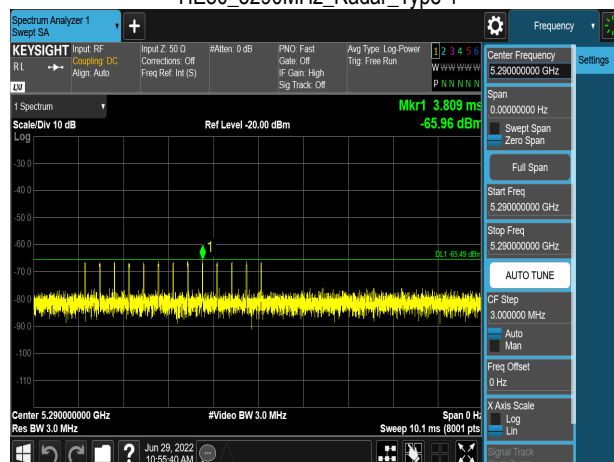 HE80_5290MHz_Radar_Type 1
Spectrum Analyzer 1
Swept SA
Frequency
KEYSIGHT
RL
LXI
Input: RF
Coupling: DC
Align: Auto
Input Z: 50 Ω
Corrections: Off
Freq Ref: Int (S)
#Atten: 0 dB
PNO: Fast
Gate: Off
IF Gain: High
Sig Track: Off
Avg Type: Log-Power
Trig: Free Run
1 2 3 4 5 6
W W W W W W
P N N N N N
Center Frequency
5.290000000 GHz
Settings
Span
0.00000000 Hz
Swept Span
Zero Span
Full Span
Start Freq
5.290000000 GHz
Stop Freq
5.290000000 GHz
AUTO TUNE
CF Step
3.000000 MHz
Auto
Man
Freq Offset
0 Hz
X Axis Scale
Log
Lin
Signal Track
1 Spectrum
Mkr1 3.809 ms
Scale/Div 10 dB
Ref Level -20.00 dBm
-65.96 dBm
Log
-30.0
-40.0
-50.0
-60.0
1
DL1 -65.49 dBm
-70.0
-80.0
-90.0
-100
-110
Center 5.290000000 GHz
#Video BW 3.0 MHz
Span 0 Hz
Res BW 3.0 MHz
Sweep 10.1 ms (8001 pts
?
Jun 29, 2022
10:55:40 AM